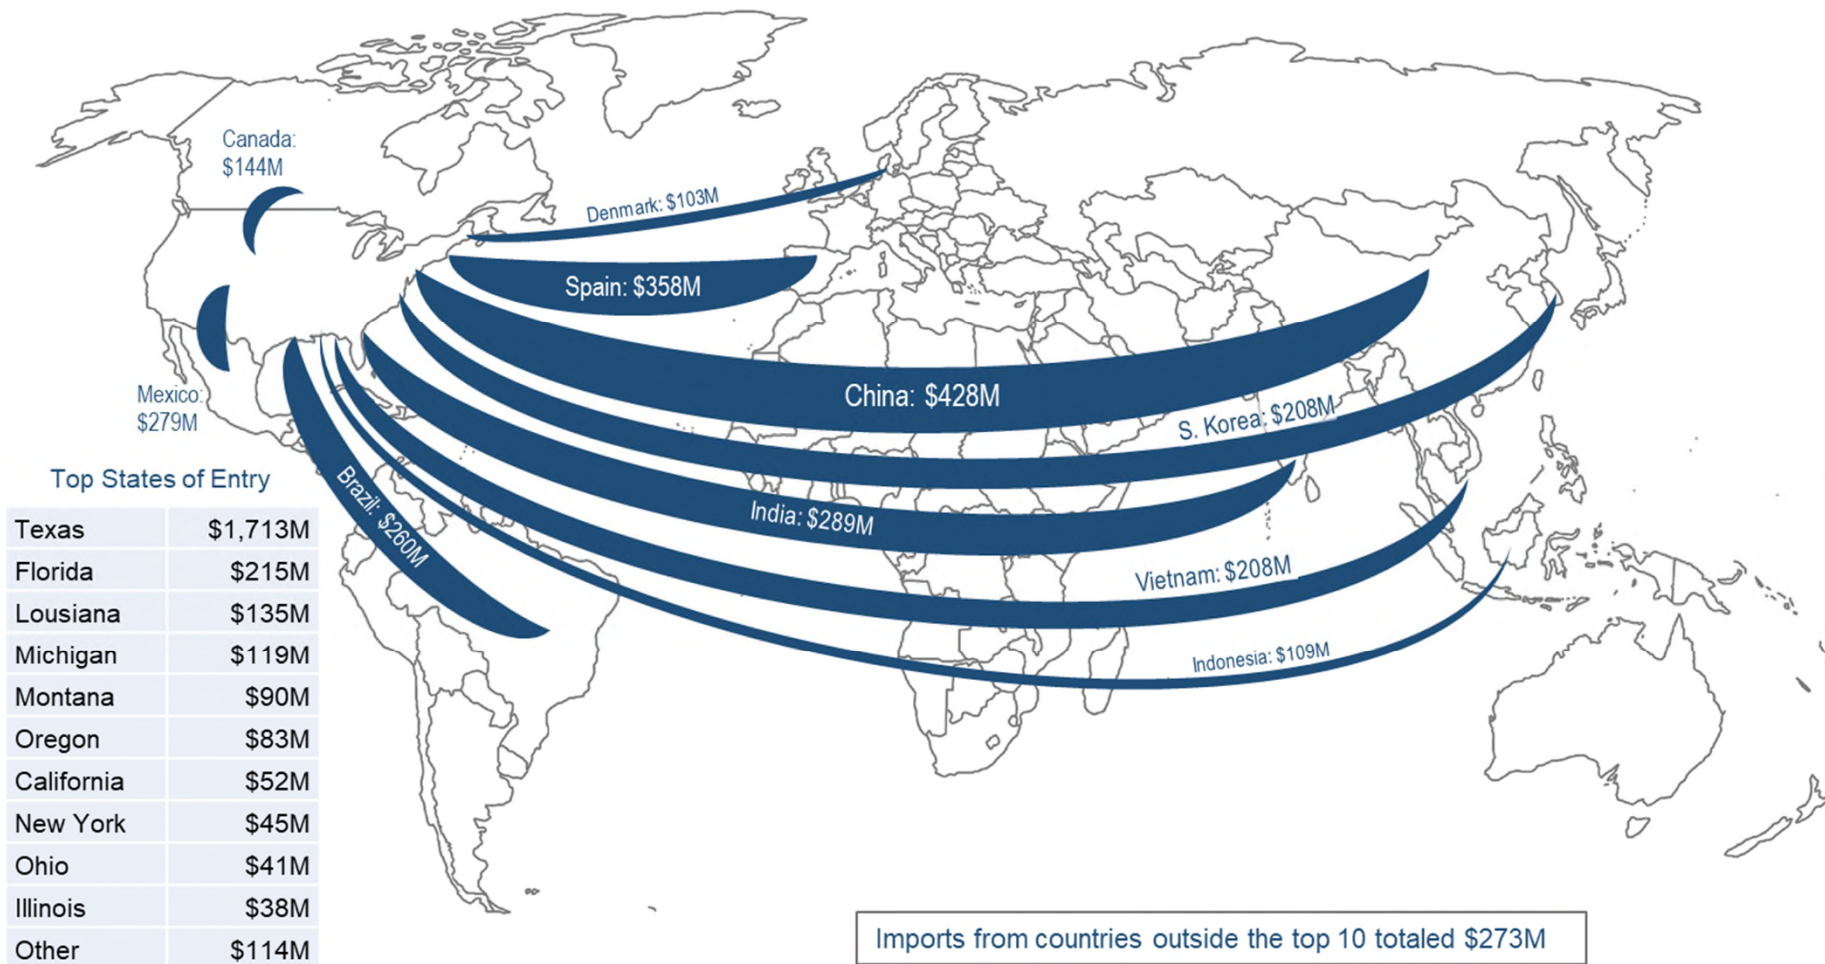 Canada:
$144M
Denmark: $103M
Spain: $358M
China: $428M
Mexico:
$279M
S. Korea: $208M
Brazil: $260M
India: $289M
Vietnam: $208M
Indonesia: $109M
Top States of Entry
Texas $1,713M
Florida $215M
Lousiana $135M
Michigan $119M
Montana $90M
Oregon $83M
California $52M
New York $45M
Ohio $41M
Illinois $38M
Other $114M
Imports from countries outside the top 10 totaled $273M